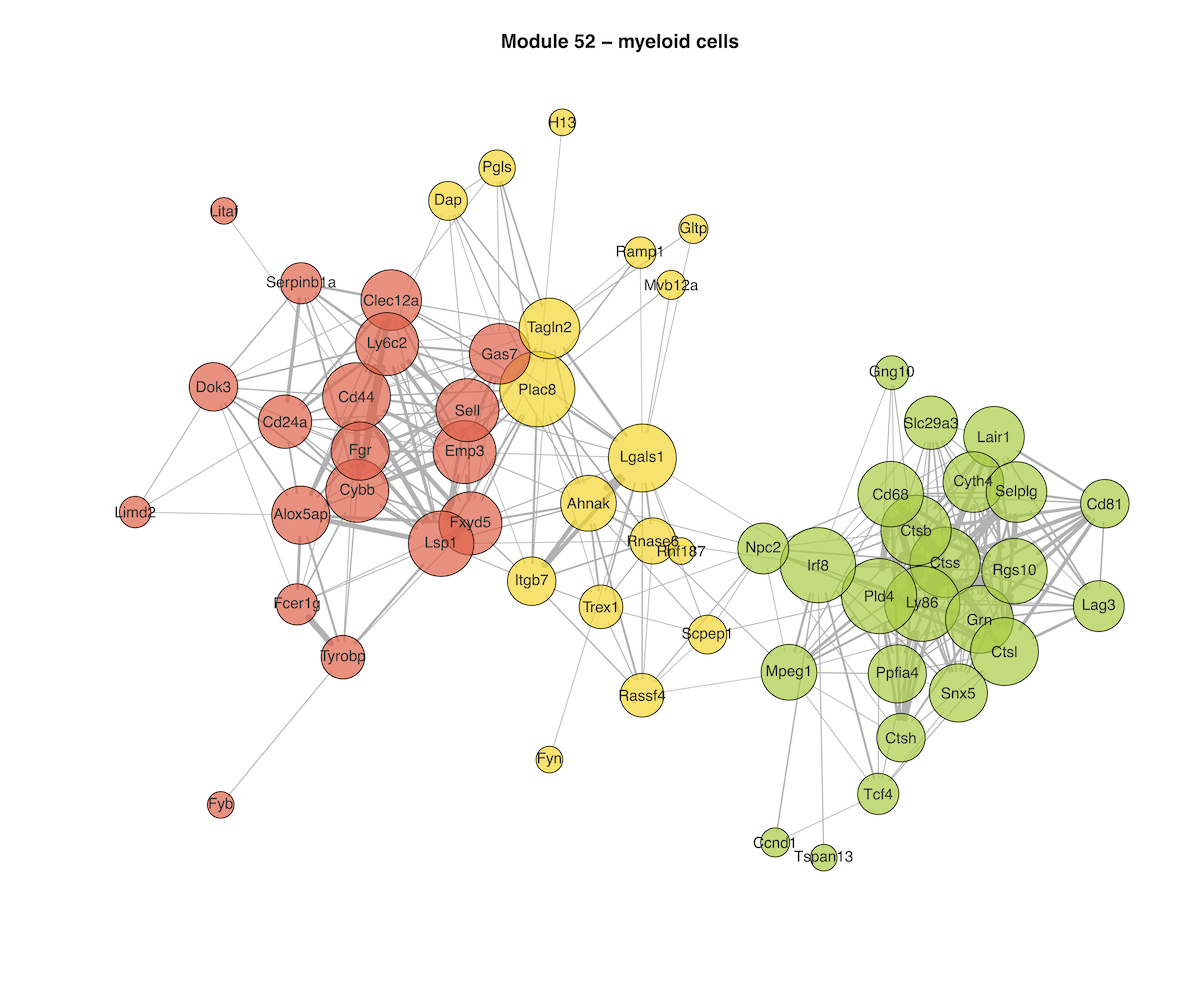 Module 52 – myeloid cells
H13
Pgls
Dap
Litaf
Gltp
Ramp1
Serpinb1a
Mvb12a
Clec12a
Tagln2
Ly6c2
Gas7
Gng10
Dok3
Plac8
Cd44
Sell
Cd24a
Slc29a3
Lair1
Fgr
Emp3
Lgals1
Cyth4
Cybb
Selplg
Cd68
Ahnak
Cd81
Limd2
Alox5ap
Fxyd5
Ctsb
Lsp1
Rnase6
Rnf187
Npc2
Irf8
Ctss
Rgs10
Itgb7
Pld4
Ly86
Fcer1g
Trex1
Lag3
Grn
Scpep1
Tyrobp
Ctsl
Mpeg1
Ppfia4
Rassf4
Snx5
Ctsh
Fyn
Tcf4
Fyb
Ccnd1
Tspan13